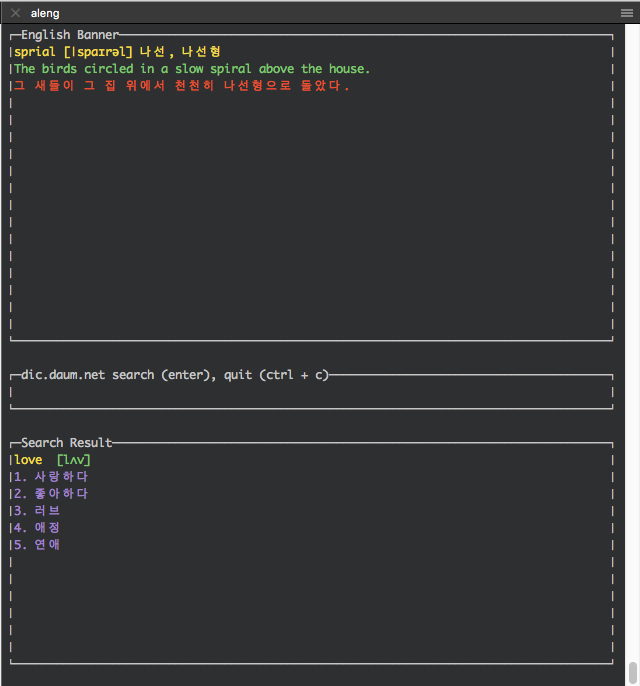 aleng
English Banner
sprial [|spaɪrəl] 나선, 나선형
The birds circled in a slow spiral above the house.
그 새들이 그 집 위에서 천천히 나선형으로 돌았다.
dic.daum.net search (enter), quit (ctrl + c)
Search Result
love [lʌv]
1. 사랑하다
2. 좋아하다
3. 러브
4. 애정
5. 연애